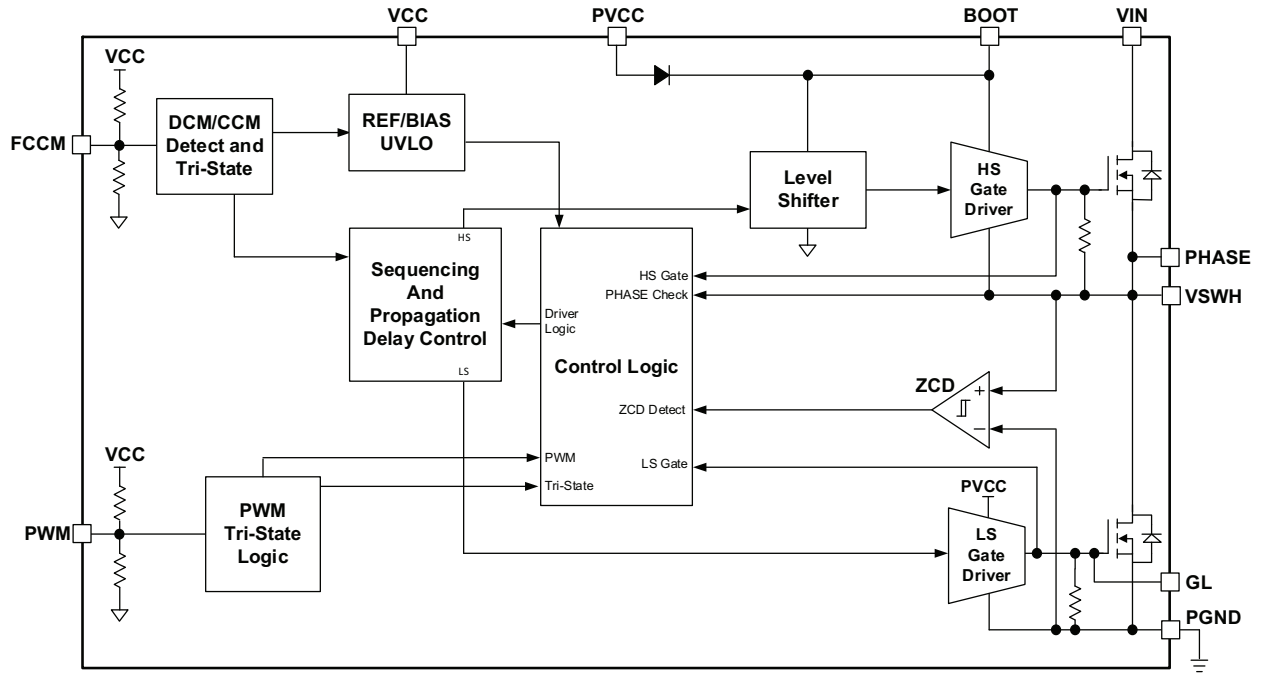 VCC
PVCC
BOOT
VIN
VCC
FCCM
DCM/CCM
Detect and
Tri-State
REF/BIAS
UVLO
Level
Shifter
HS
Gate
Driver
HS
Sequencing
And
Propagation
Delay Control
LS
HS Gate
PHASE Check
Driver
Logic
Control Logic
ZCD Detect
LS Gate
PWM
Tri-State
PHASE
VSWH
ZCD
+
−
VCC
PWM
PWM
Tri-State
Logic
PVCC
LS
Gate
Driver
GL
PGND